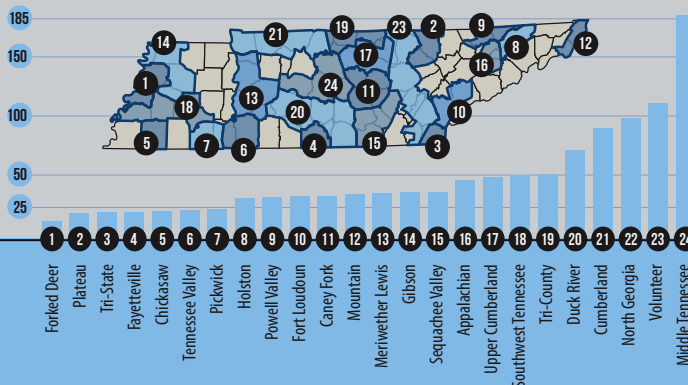 185
150
100
50
25
14
21
19
23
2
9
8
12
17
16
1
18
13
24
11
20
10
5
7
6
4
15
3
1 2 3 4 5 6 7 8 9 10 11 12 13 14 15 16 17 18 19 20 21 22 23 24
Forked Deer
Plateau
Tri-State
Fayetteville
Chickasaw
Tennessee Valley
Pickwick
Holston
Powell Valley
Fort Loudoun
Caney Fork
Mountain
Meriwether Lewis
Gibson
Sequachee Valley
Appalachian
Upper Cumberland
Southwest Tennessee
Tri-County
Duck River
Cumberland
North Georgia
Volunteer
Middle Tennessee